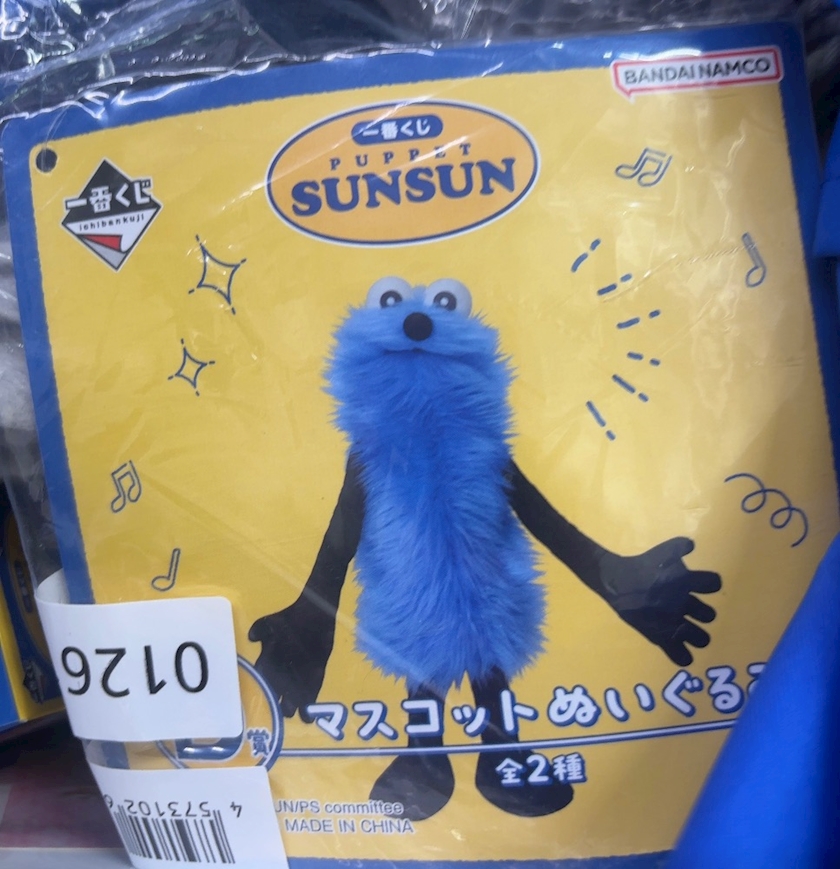 BANDAI NAMCO
一番くじ
PUPPET
SUNSUN
一番くじ
ichibankuji
0126
賞
マスコットぬいぐる
全2種
UN/PS committee
MADE IN CHINA
4 573102